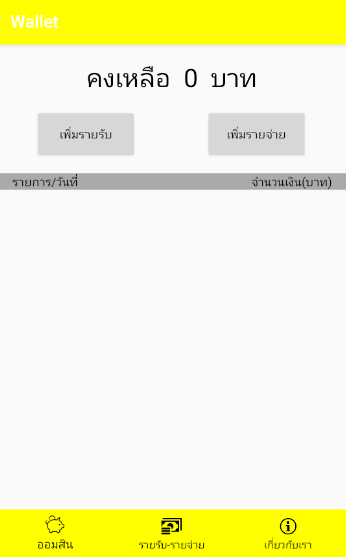 Wallet
คงเหลือ 0 บาท
เพิ่มรายรับ เพิ่มรายจ่าย
รายการ/วันที่ จำนวนเงิน(บาท)
ออมสิน รายรับ-รายจ่าย เกี่ยวกับเรา